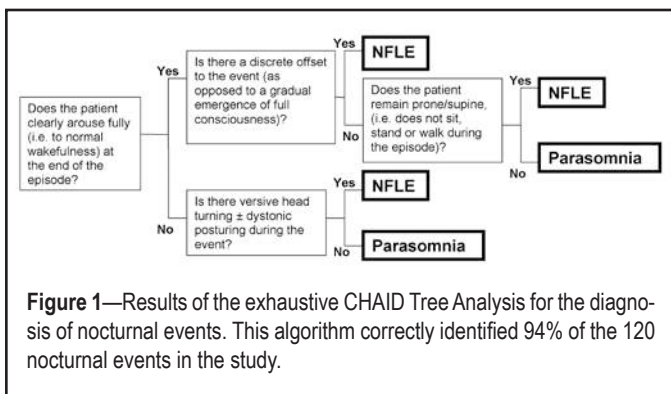 Does the patient
clearly arouse fully
(i.e. to normal
wakefulness) at
the end of the
episode?
Yes
Is there a discrete offset
to the event (as
opposed to a gradual
emergence of full
consciousness)?
Yes
NFLE
No
Does the patient
remain prone/supine,
(i.e. does not sit,
stand or walk during
the episode)?
Yes
NFLE
No
Parasomnia
No
Is there versive head
turning ± dystonic
posturing during the
event?
Yes
NFLE
No
Parasomnia
Figure 1—Results of the exhaustive CHAID Tree Analysis for the diagno-
sis of nocturnal events. This algorithm correctly identified 94% of the 120
nocturnal events in the study.